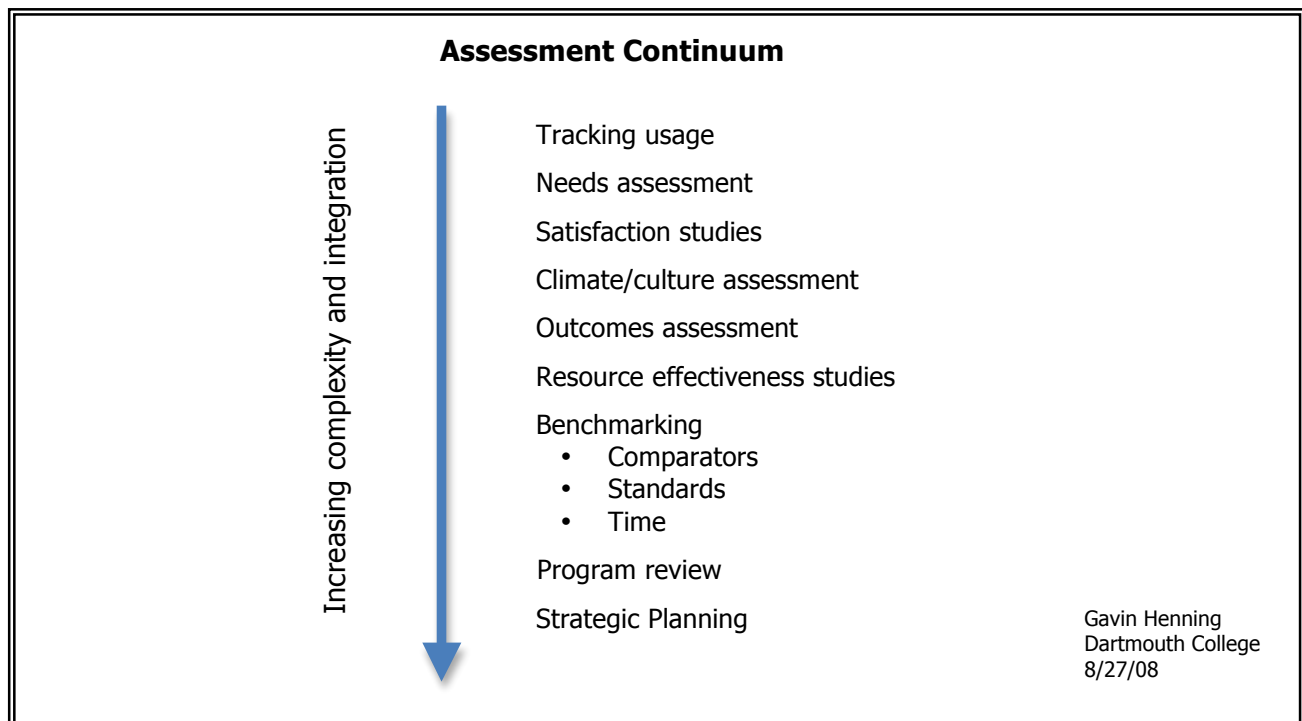 Assessment Continuum
Increasing complexity and integration
Tracking usage
Needs assessment
Satisfaction studies
Climate/culture assessment
Outcomes assessment
Resource effectiveness studies
Benchmarking
• Comparators
• Standards
• Time
Program review
Strategic Planning
Gavin Henning
Dartmouth College
8/27/08